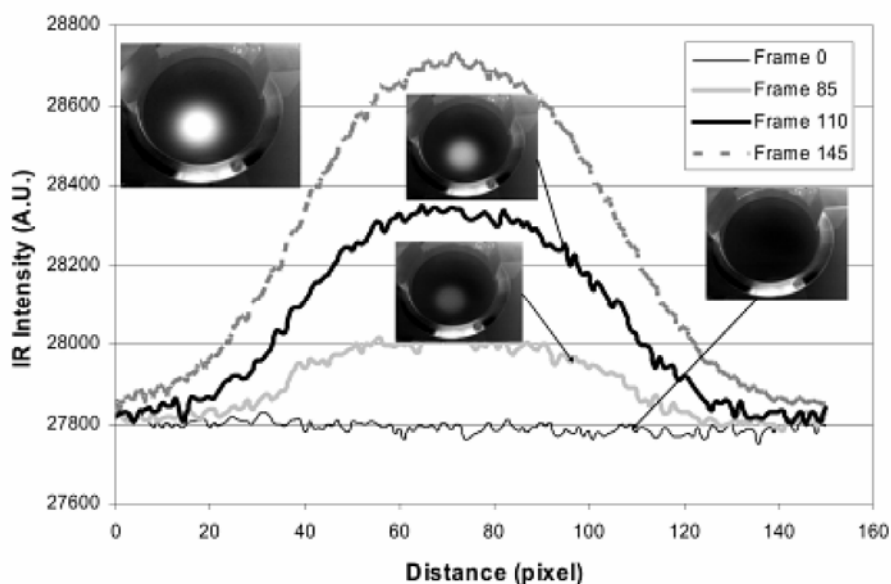 28800
28600
28400
28200
28000
27800
27600
IR Intensity (A.U.)
Frame 0
Frame 85
Frame 110
Frame 145
0 20 40 60 80 100 120 140 160
Distance (pixel)